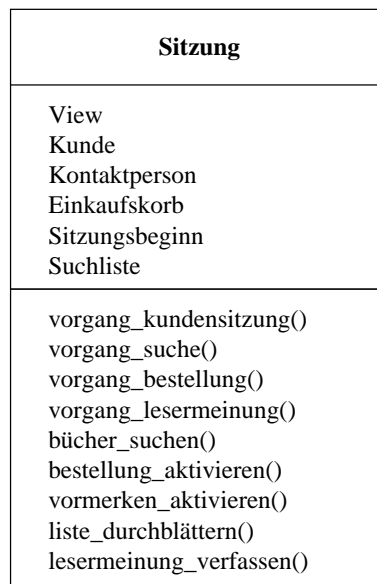 Sitzung
View
Kunde
Kontaktperson
Einkaufskorb
Sitzungsbeginn
Suchliste
vorgang_kundensitzung()
vorgang_suche()
vorgang_bestellung()
vorgang_lesermeinung()
bücher_suchen()
bestellung_aktivieren()
vormerken_aktivieren()
liste_durchblättern()
lesermeinung_verfassen()